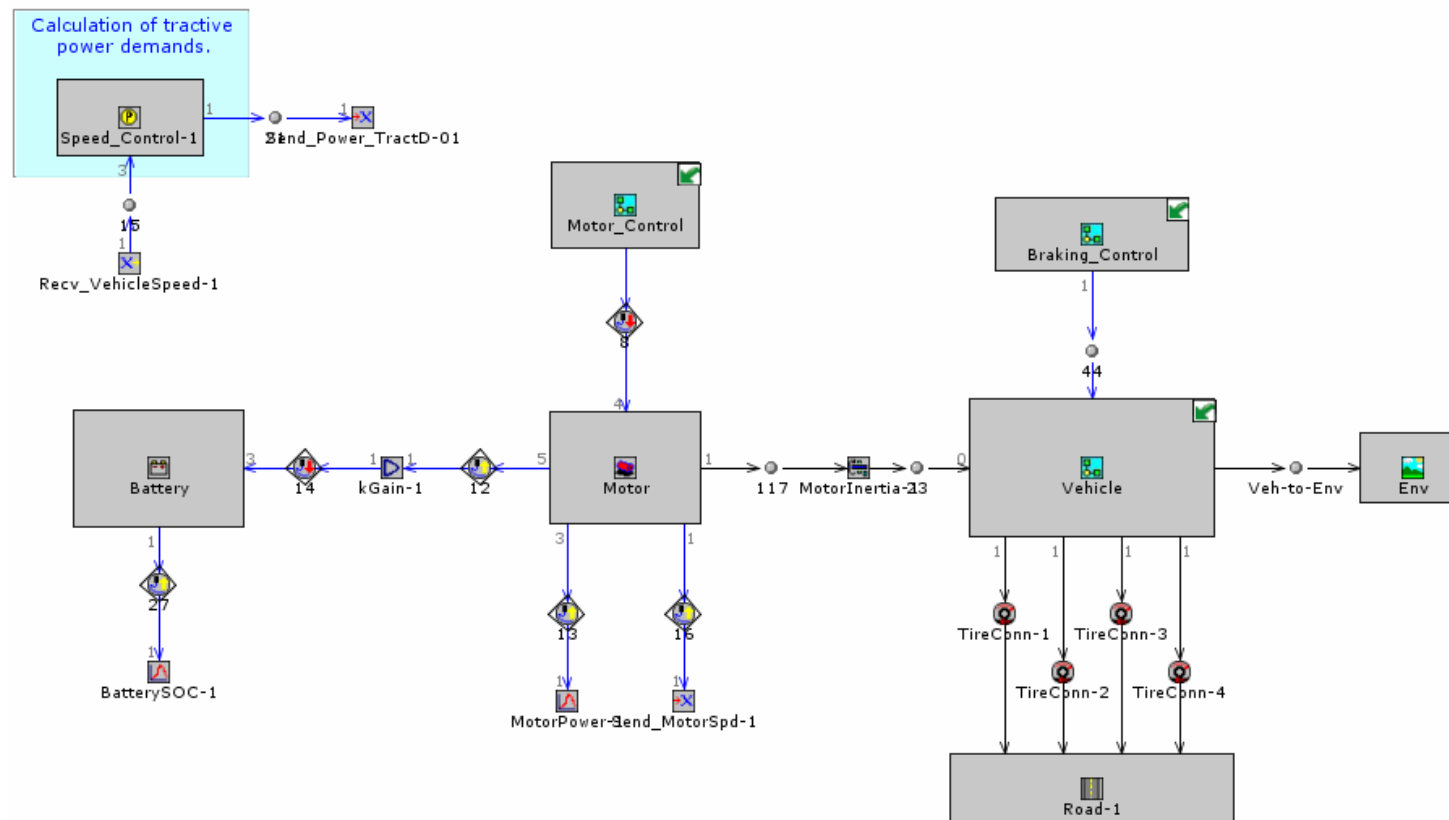 Calculation of tractive
power demands.
Speed_Control-1
1
1
Send_Power_TractD-01
3
15
1
Recv_VehicleSpeed-1
Motor_Control
8
4
Braking_Control
1
44
Battery
3
14
1
kGain-1
1
12
5
Motor
1
117
MotorInertia-1
0
Vehicle
Veh-to-Env
Env
1
27
1
BatterySOC-1
3
13
1
MotorPower-1
1
16
1
Send_MotorSpd-1
1
1
1
1
TireConn-1
TireConn-3
TireConn-2
TireConn-4
Road-1